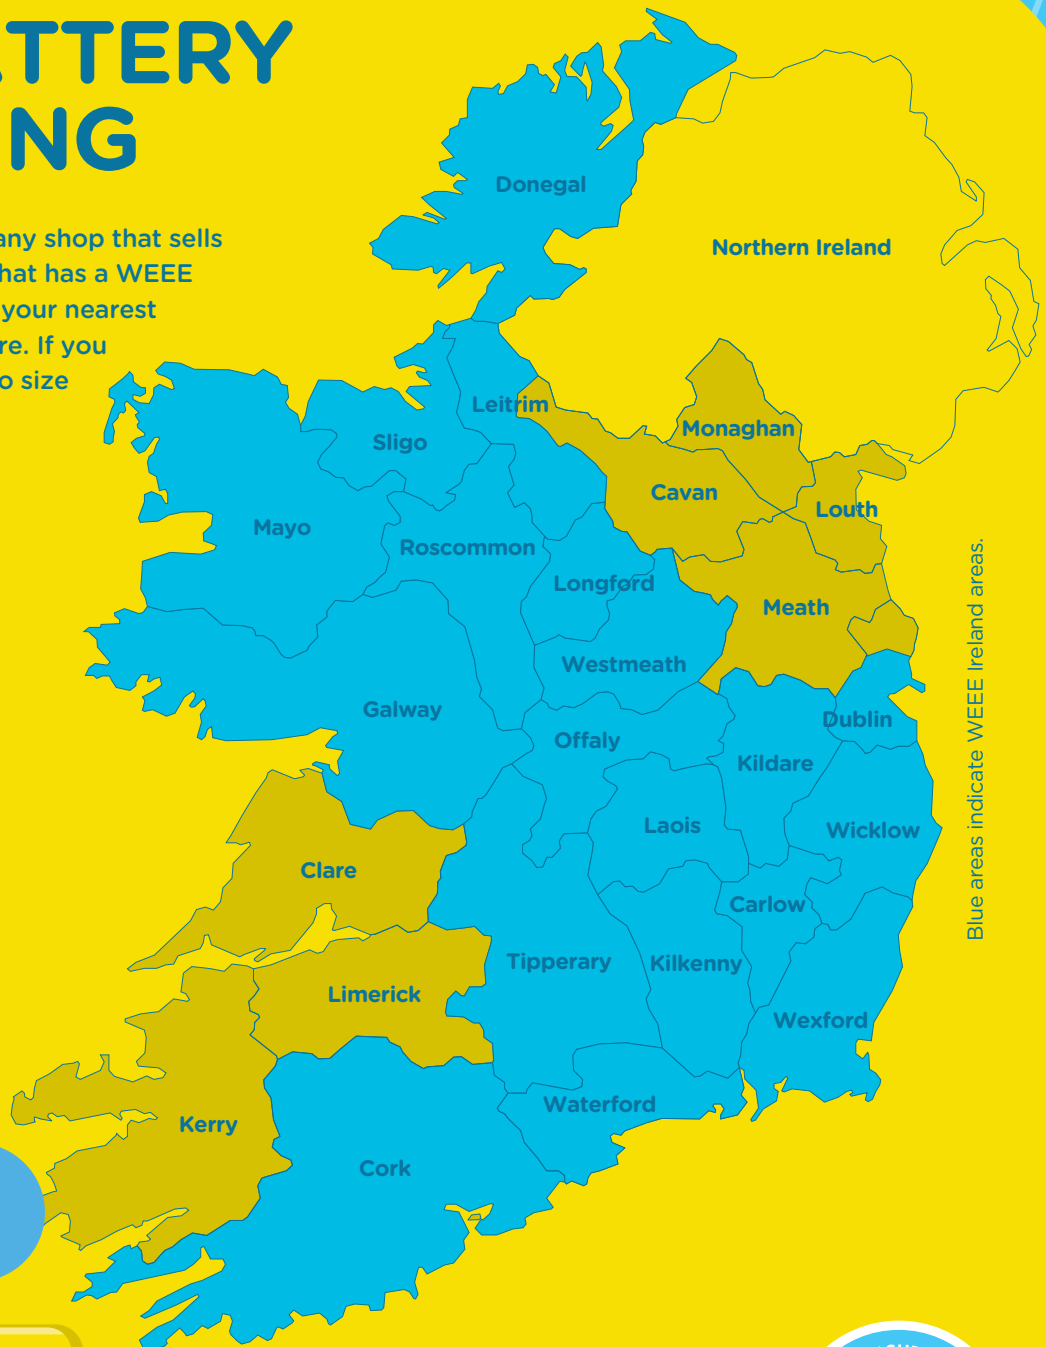 TTERY
NG
any shop that sells
hat has a WEEE
your nearest
re. If you
o size
Donegal
Northern Ireland
Leitrim
Monaghan
Sligo
Cavan
Louth
Mayo
Roscommon
Longford
Meath
Westmeath
Galway
Dublin
Offaly
Kildare
Laois
Wicklow
Clare
Carlow
Tipperary
Kilkenny
Limerick
Wexford
Waterford
Kerry
Cork
Blue areas indicate WEEE Ireland areas.